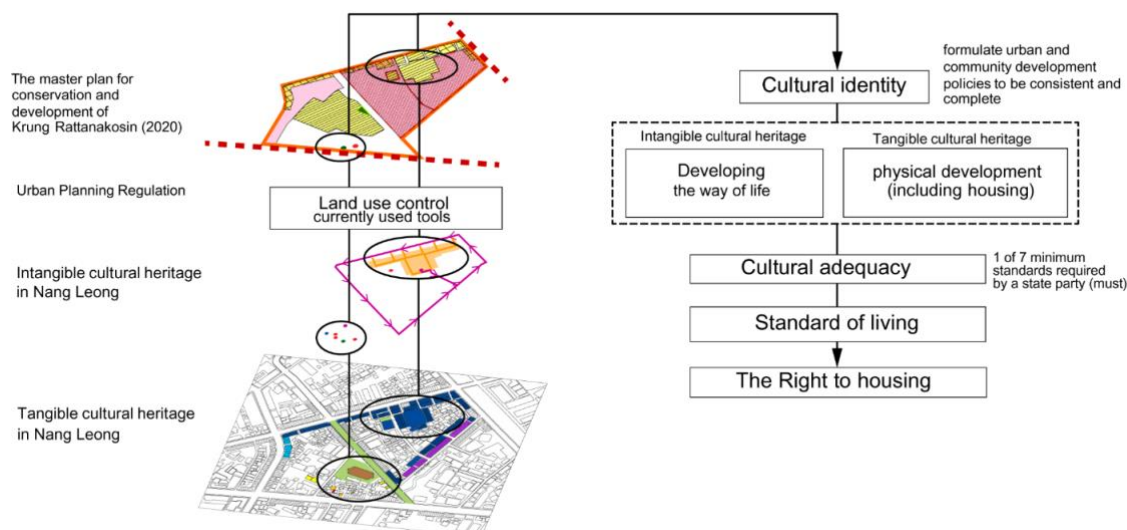 The master plan for
conservation and
development of
Krung Rattanakosin (2020)
Urban Planning Regulation
Land use control
currently used tools
Intangible cultural heritage
in Nang Leong
Tangible cultural heritage
in Nang Leong
formulate urban and
community development
policies to be consistent and
complete
Cultural identity
Intangible cultural heritage
Developing
the way of life
Tangible cultural heritage
physical development
(including housing)
Cultural adequacy
1 of 7 minimum
standards required
by a state party (must)
Standard of living
The Right to housing